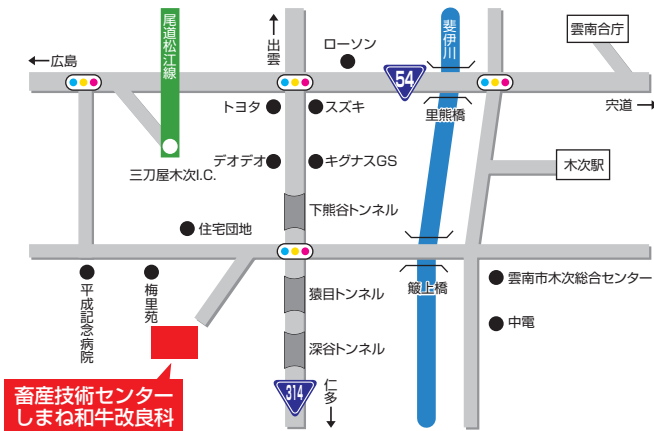 尾道松江線
↑
出雲
ローソン
斐伊川
雲南合庁
←広島
54
トヨタ
スズキ
里熊橋
宍道→
三刀屋木次I.C.
デオデオ
キグナスGS
木次駅
下熊谷トンネル
住宅団地
平成記念病院
梅里苑
猿目トンネル
簸上橋
雲南市木次総合センター
中電
深谷トンネル
314
仁多
↓
畜産技術センター
しまね和牛改良科